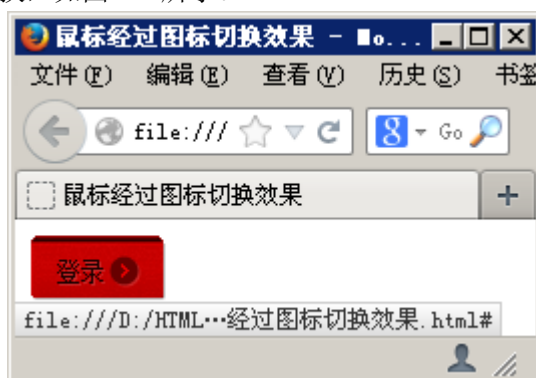 鼠标经过图标切换效果 - Mo...
文件(F) 编辑(E) 查看(V) 历史(S) 书签
file:/// 8 Go
鼠标经过图标切换效果 +
登录
file:///D:/HTML…经过图标切换效果.html#